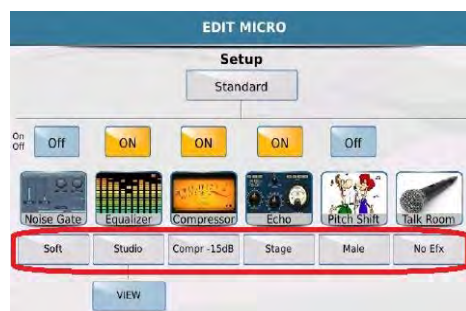 EDIT MICRO
Setup
Standard
On
Off
Off ON ON ON Off
Noise Gate Equalizer Compressor Echo Pitch Shift Talk Room
Soft Studio Compr -15dB Stage Male No Efx
VIEW